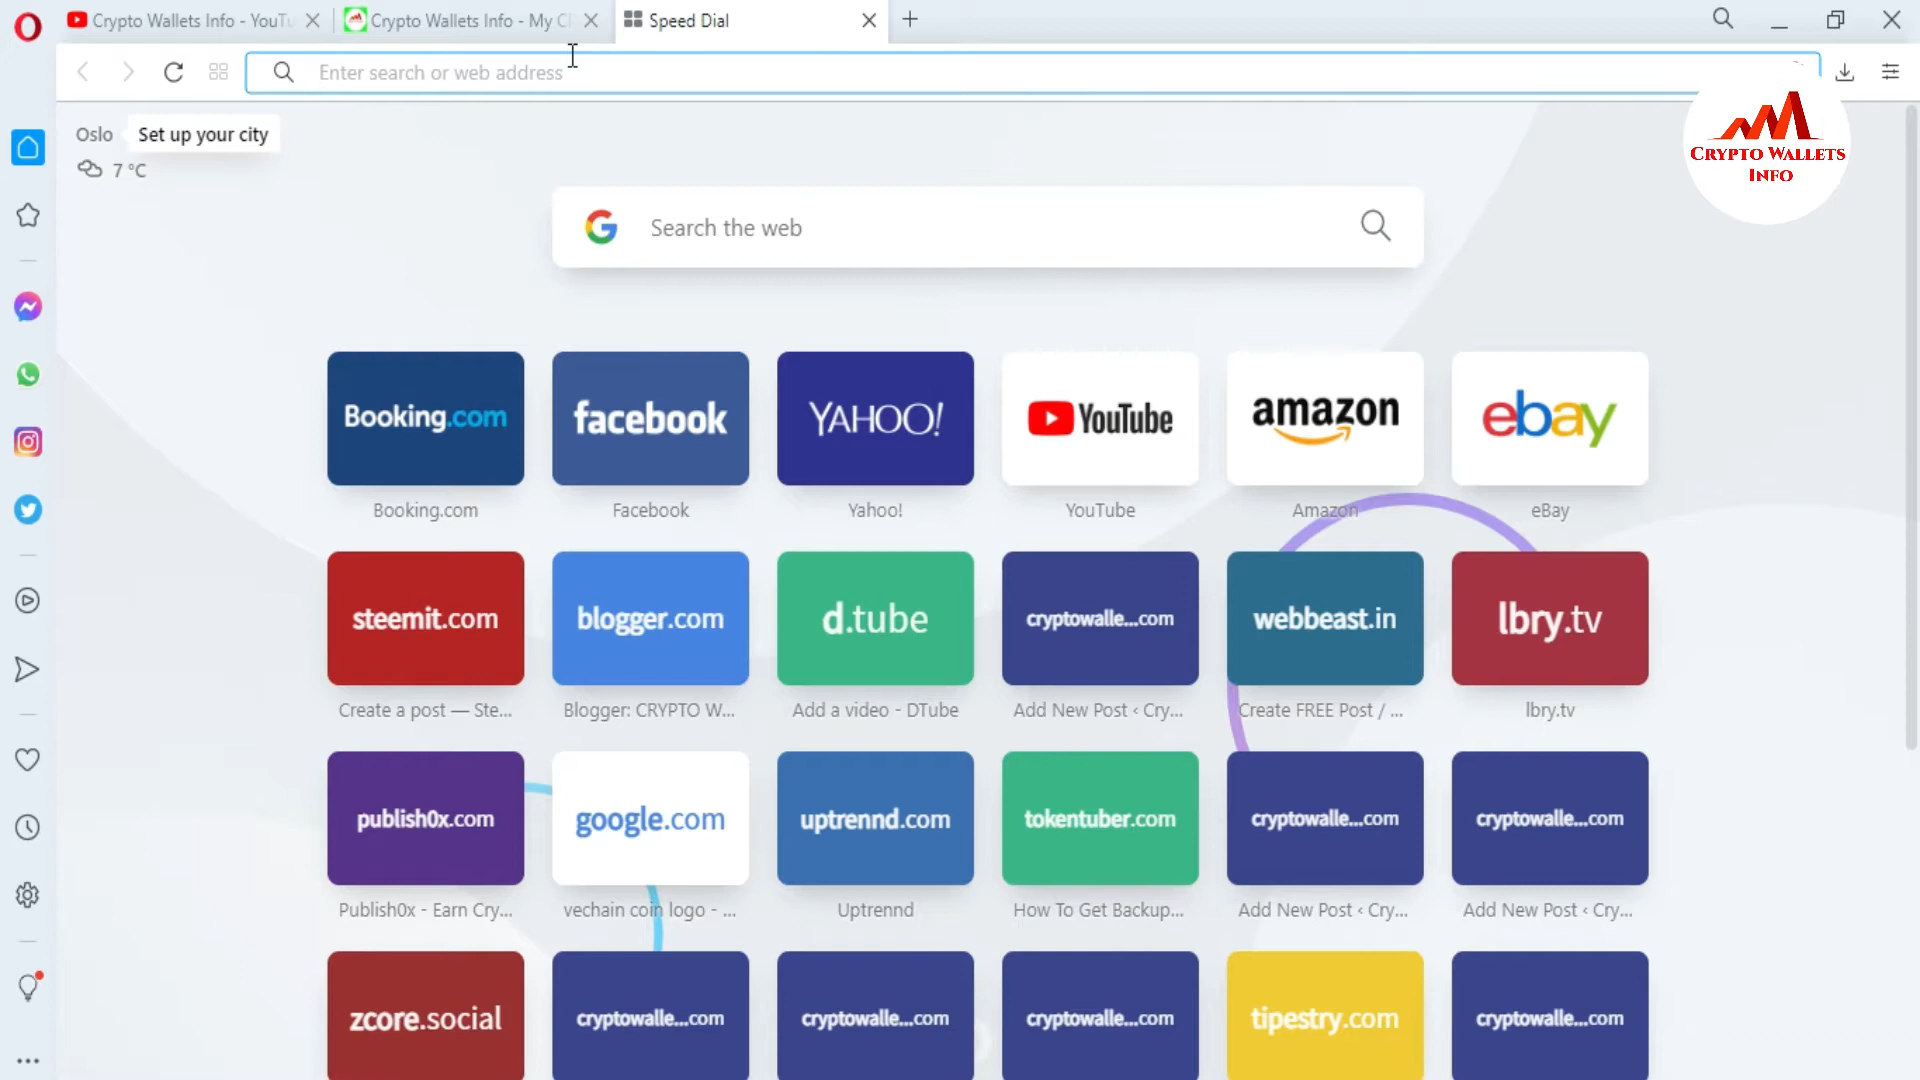 Crypto Wallets Info - YouTu
Crypto Wallets Info - My C
Speed Dial
Enter search or web address
Oslo
Set up your city
7 °C
CRYPTO WALLETS
INFO
Search the web
Booking.com
facebook
YAHOO!
YouTube
amazon
ebay
Booking.com
Facebook
Yahoo!
YouTube
Amazon
eBay
steemit.com
blogger.com
d.tube
cryptowalle...com
webbeast.in
lbry.tv
Create a post — Ste...
Blogger: CRYPTO W...
Add a video - DTube
Add New Post ‹ Cry...
Create FREE Post / ...
lbry.tv
publish0x.com
google.com
uptrennd.com
tokentuber.com
cryptowalle...com
cryptowalle...com
Publish0x - Earn Cry...
vechain coin logo - ...
Uptrennd
How To Get Backup...
Add New Post ‹ Cry...
Add New Post ‹ Cry...
zcore.social
cryptowalle...com
cryptowalle...com
cryptowalle...com
tipestry.com
cryptowalle...com